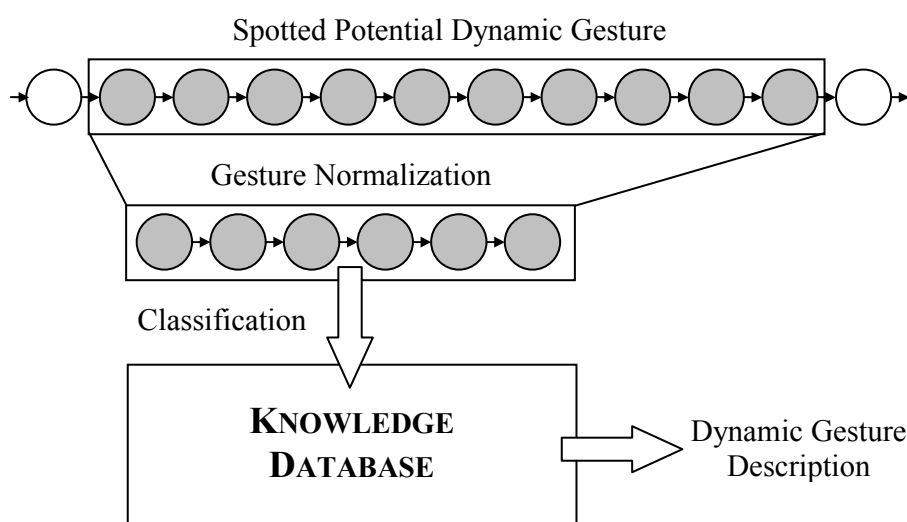 Spotted Potential Dynamic Gesture
Gesture Normalization
Classification
KNOWLEDGE
DATABASE
Dynamic Gesture
Description